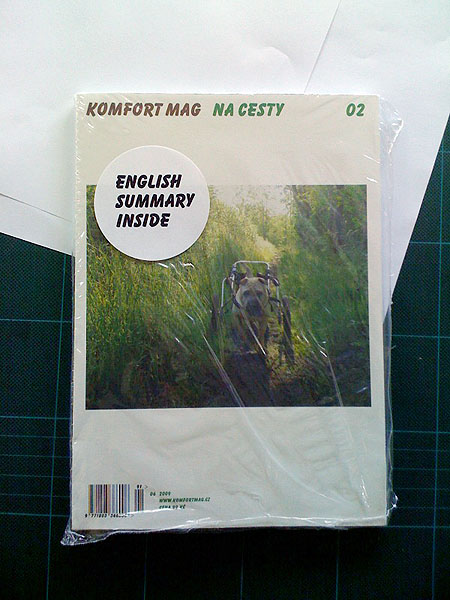 KOMFORT MAG NA CESTY 02
ENGLISH
SUMMARY
INSIDE
06 2009
WWW.KOMFORTMAG.CZ